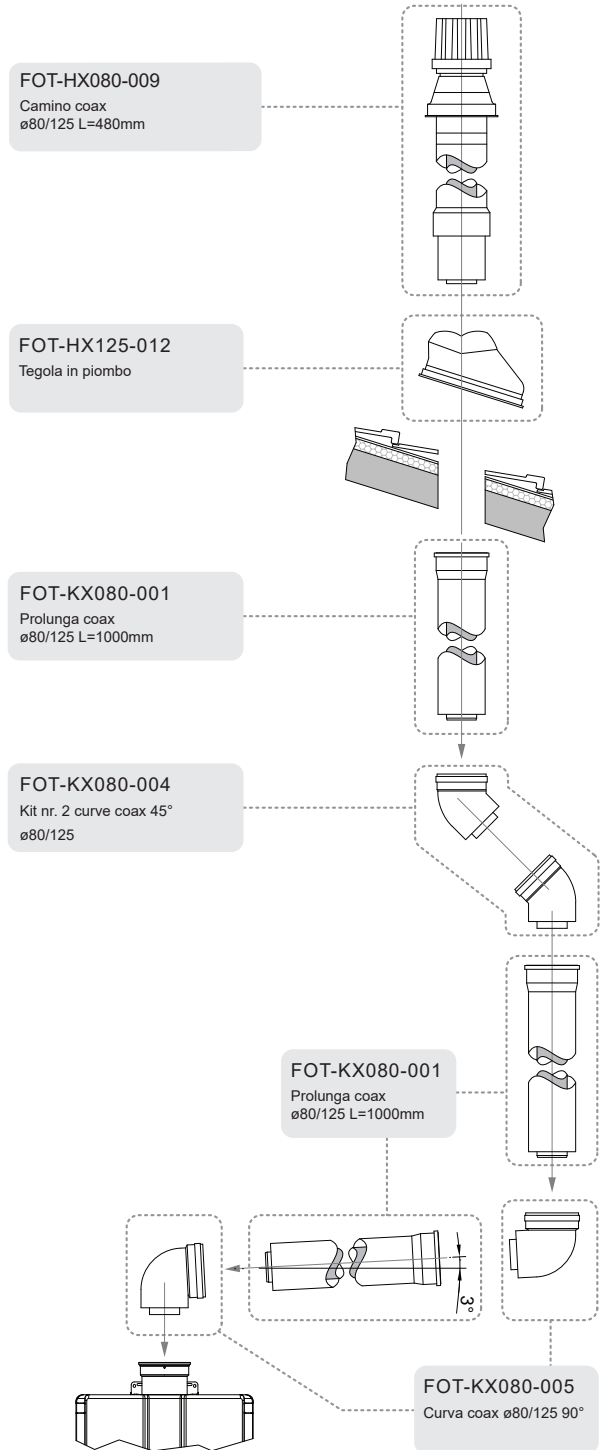 FOT-HX080-009
Camino coax
ø80/125 L=480mm
FOT-HX125-012
Tegola in piombo
FOT-KX080-001
Prolunga coax
ø80/125 L=1000mm
FOT-KX080-004
Kit nr. 2 curve coax 45°
ø80/125
FOT-KX080-001
Prolunga coax
ø80/125 L=1000mm
3°
FOT-KX080-005
Curva coax ø80/125 90°